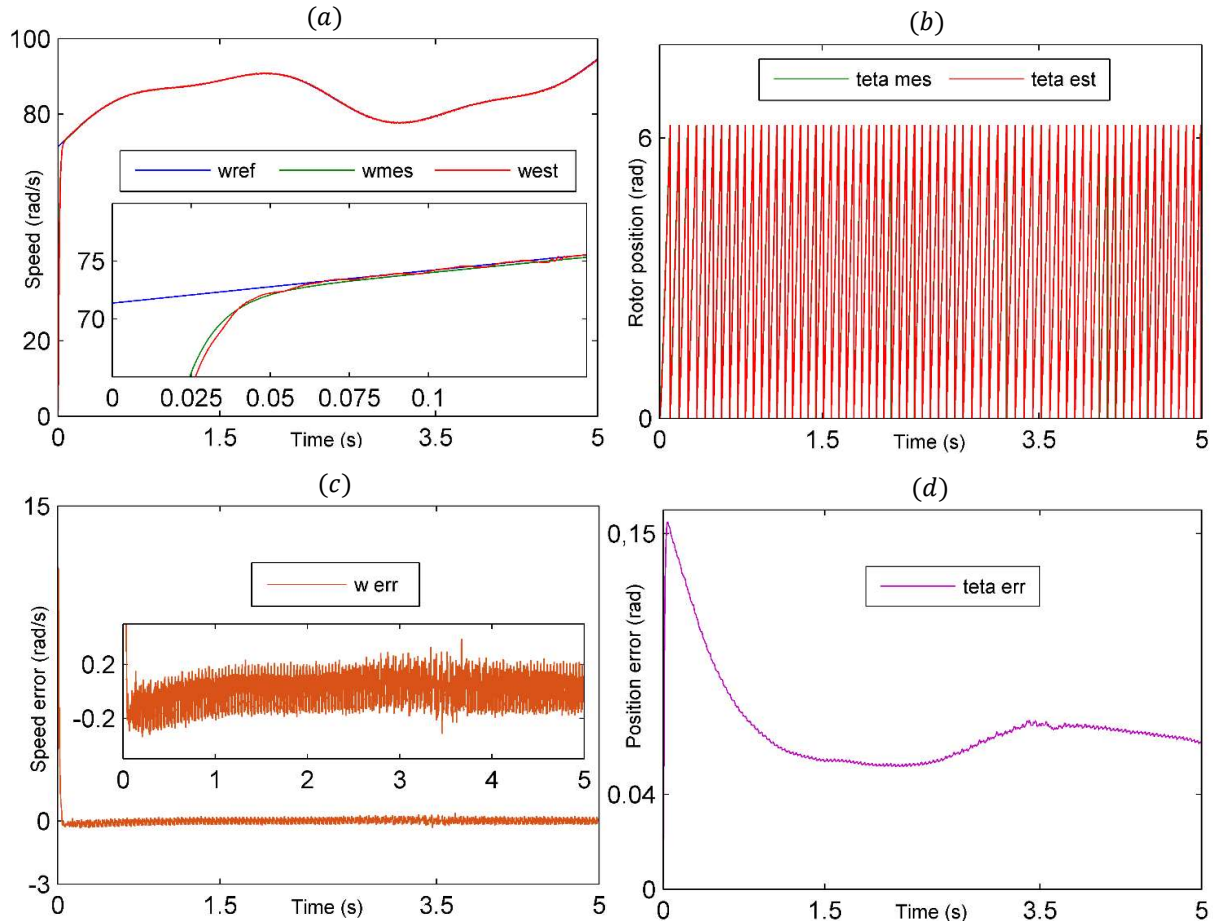 (a)
100
80
20
0
Speed (rad/s)
wref wmes west
75
70
0 0.025 0.05 0.075 0.1
0 1.5 3.5 5
Time (s)
(b)
teta mes teta est
6
0
Rotor position (rad)
0 1.5 3.5 5
Time (s)
(c)
15
0
-3
Speed error (rad/s)
w err
0.2
-0.2
0 1 2 3 4 5
0 1.5 3.5 5
Time (s)
(d)
0,15
0.04
0
Position error (rad)
teta err
0 1.5 3.5 5
Time (s)